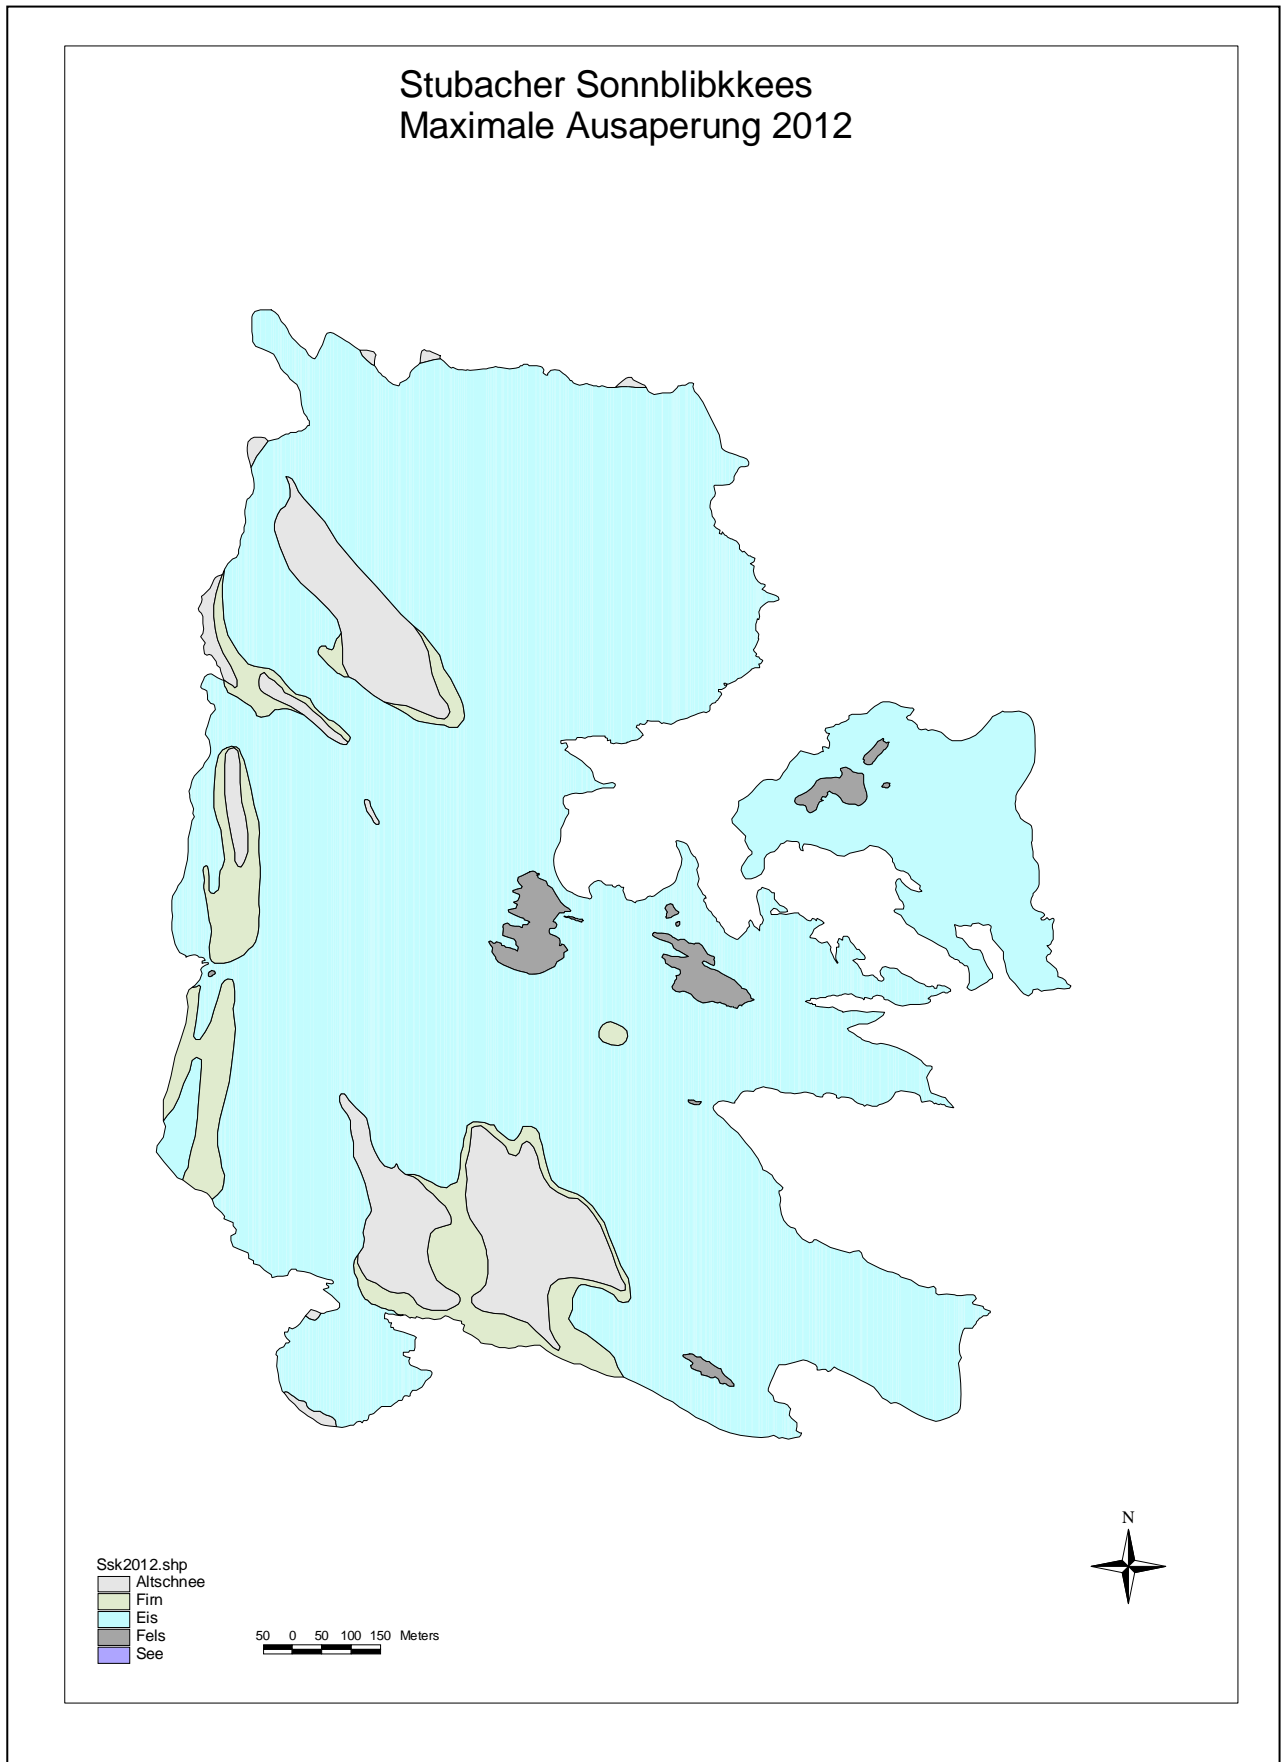 Stubacher Sonnblibkkees
Maximale Ausaperung 2012
N
Ssk2012.shp
Altschnee
Firn
Eis
Fels
See
50 0 50 100 150 Meters